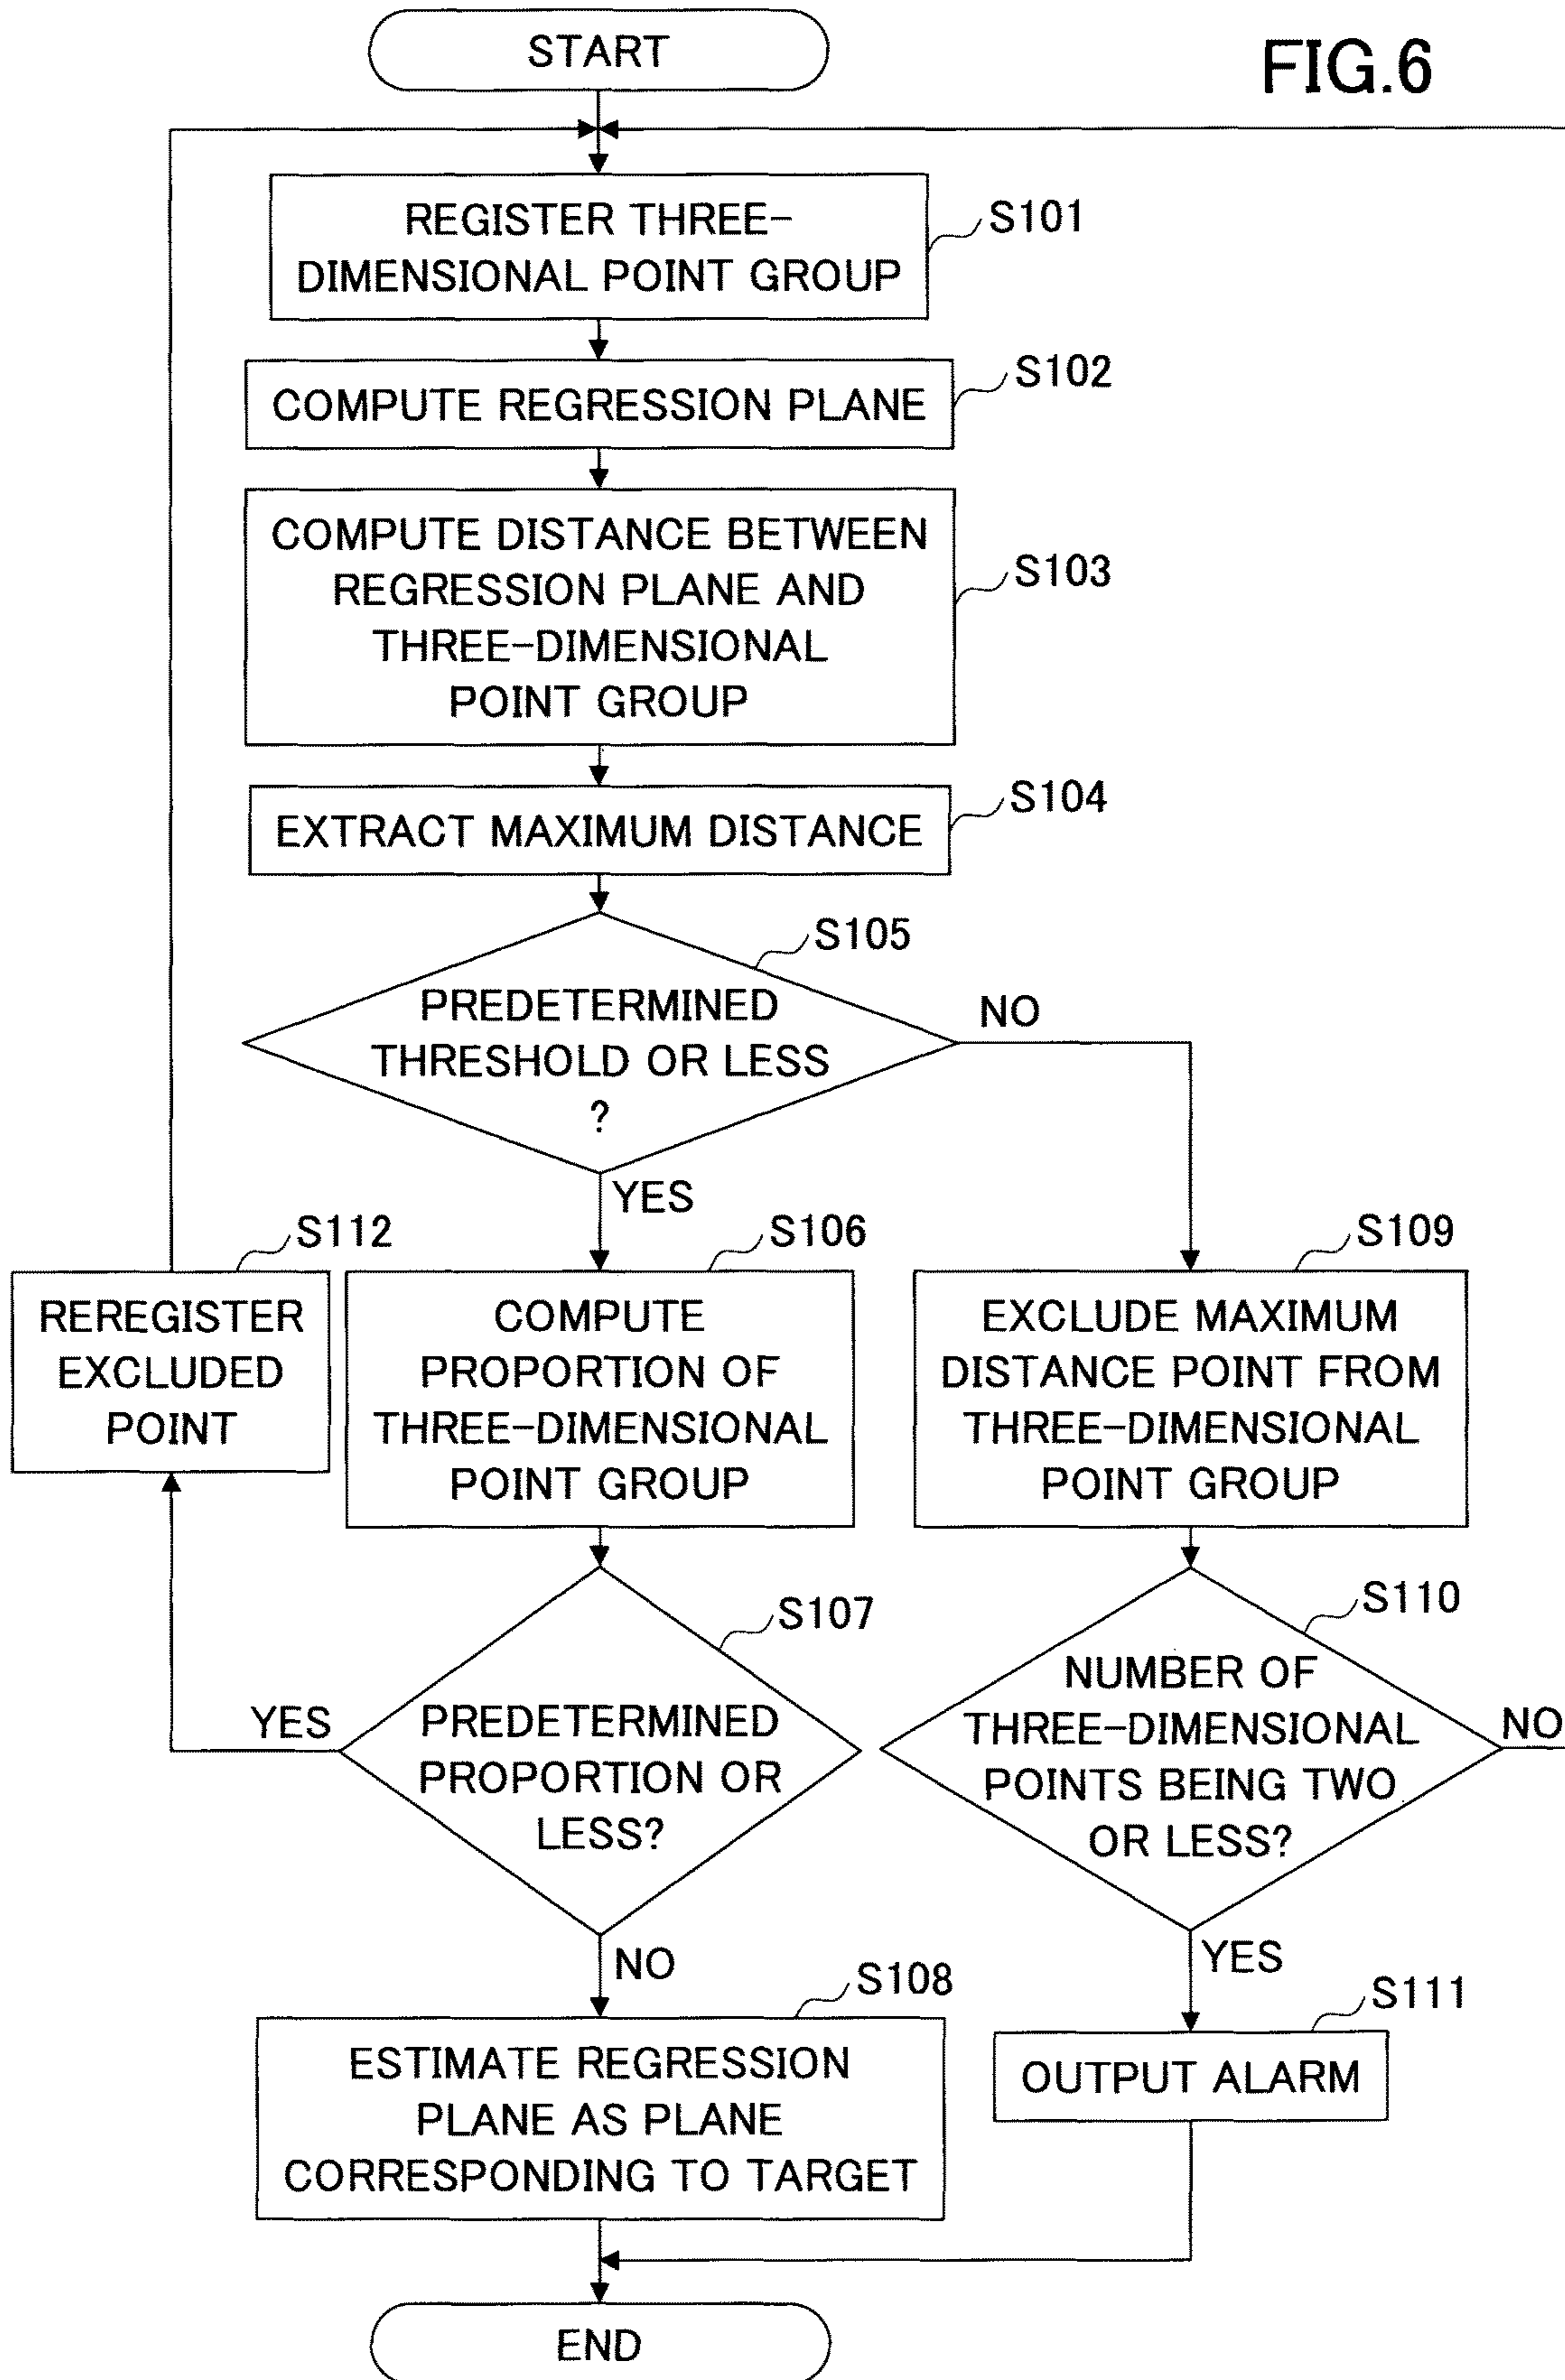 START
FIG.6
REGISTER THREE-
DIMENSIONAL POINT GROUP
S101
COMPUTE REGRESSION PLANE
S102
COMPUTE DISTANCE BETWEEN
REGRESSION PLANE AND
THREE-DIMENSIONAL
POINT GROUP
S103
EXTRACT MAXIMUM DISTANCE
S104
S105
PREDETERMINED
THRESHOLD OR LESS
?
NO
YES
S112
REREGISTER
EXCLUDED
POINT
S106
COMPUTE
PROPORTION OF
THREE-DIMENSIONAL
POINT GROUP
S109
EXCLUDE MAXIMUM
DISTANCE POINT FROM
THREE-DIMENSIONAL
POINT GROUP
S107
YES
PREDETERMINED
PROPORTION OR
LESS?
NO
S110
NUMBER OF
THREE-DIMENSIONAL
POINTS BEING TWO
OR LESS?
NO
YES
S108
ESTIMATE REGRESSION
PLANE AS PLANE
CORRESPONDING TO TARGET
S111
OUTPUT ALARM
END